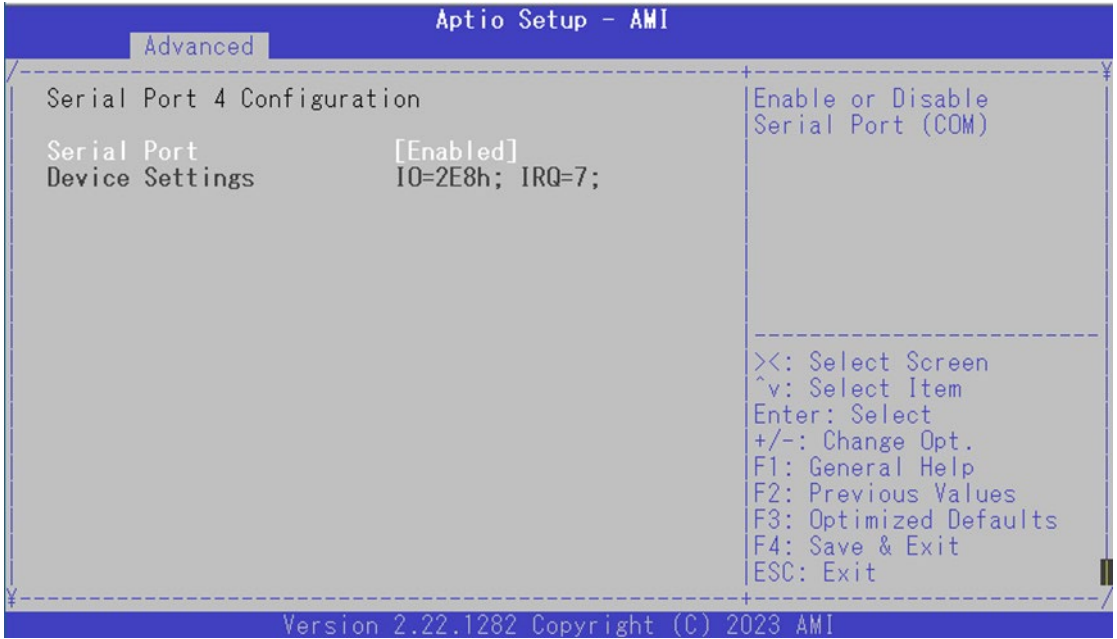 Aptio Setup - AMI
Advanced
Serial Port 4 Configuration
Serial Port [Enabled]
Device Settings IO=2E8h; IRQ=7;
Enable or Disable
Serial Port (COM)
><: Select Screen
^v: Select Item
Enter: Select
+/-: Change Opt.
F1: General Help
F2: Previous Values
F3: Optimized Defaults
F4: Save & Exit
ESC: Exit
Version 2.22.1282 Copyright (C) 2023 AMI